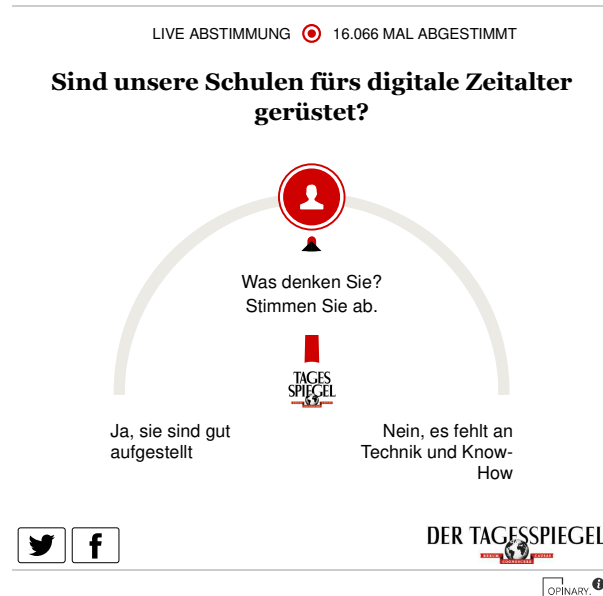 LIVE ABSTIMMUNG 16.066 MAL ABGESTIMMT
Sind unsere Schulen fürs digitale Zeitalter
gerüstet?
Was denken Sie?
Stimmen Sie ab.
TAGES
SPIEGEL
Ja, sie sind gut
aufgestellt
Nein, es fehlt an
Technik und Know-
How
DER TAGESSPIEGEL
OPINARY.